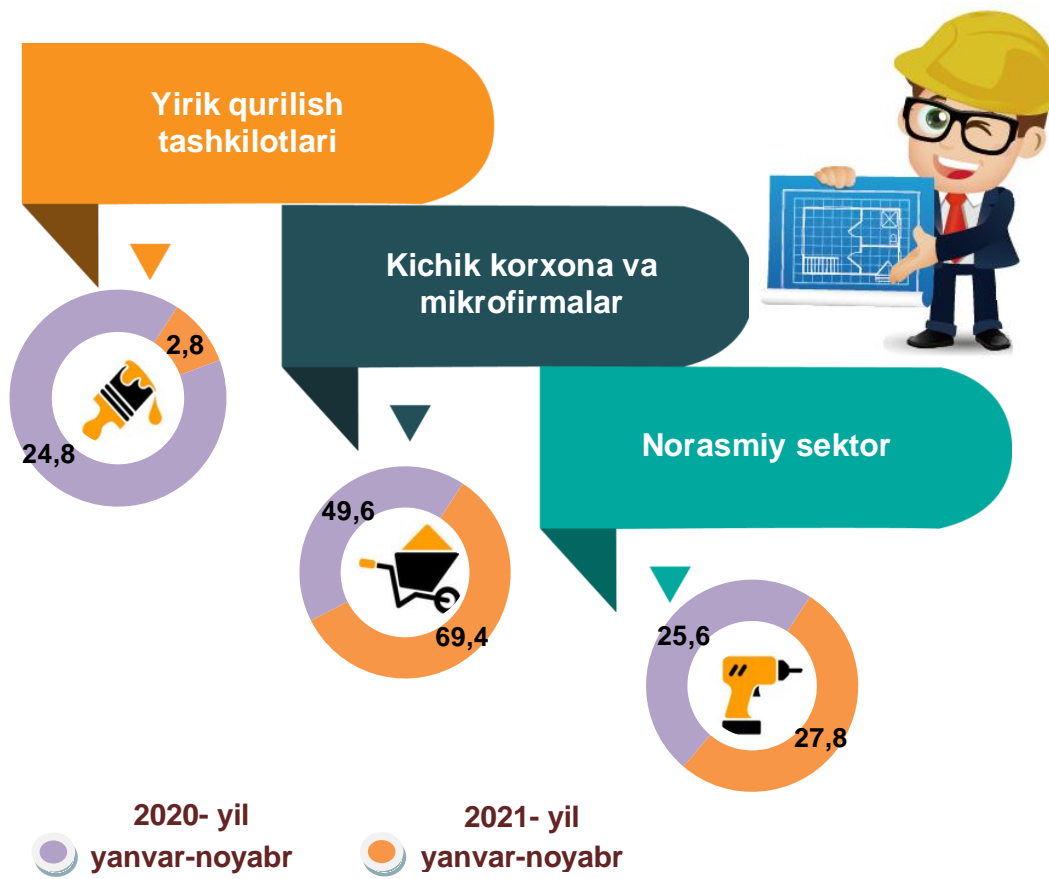 Yirik qurilish
tashkilotlari
Kichik korxona va
mikrofirmalar
Norasmiy sektor
2,8
24,8
49,6
69,4
25,6
27,8
2020- yil
yanvar-noyabr
2021- yil
yanvar-noyabr